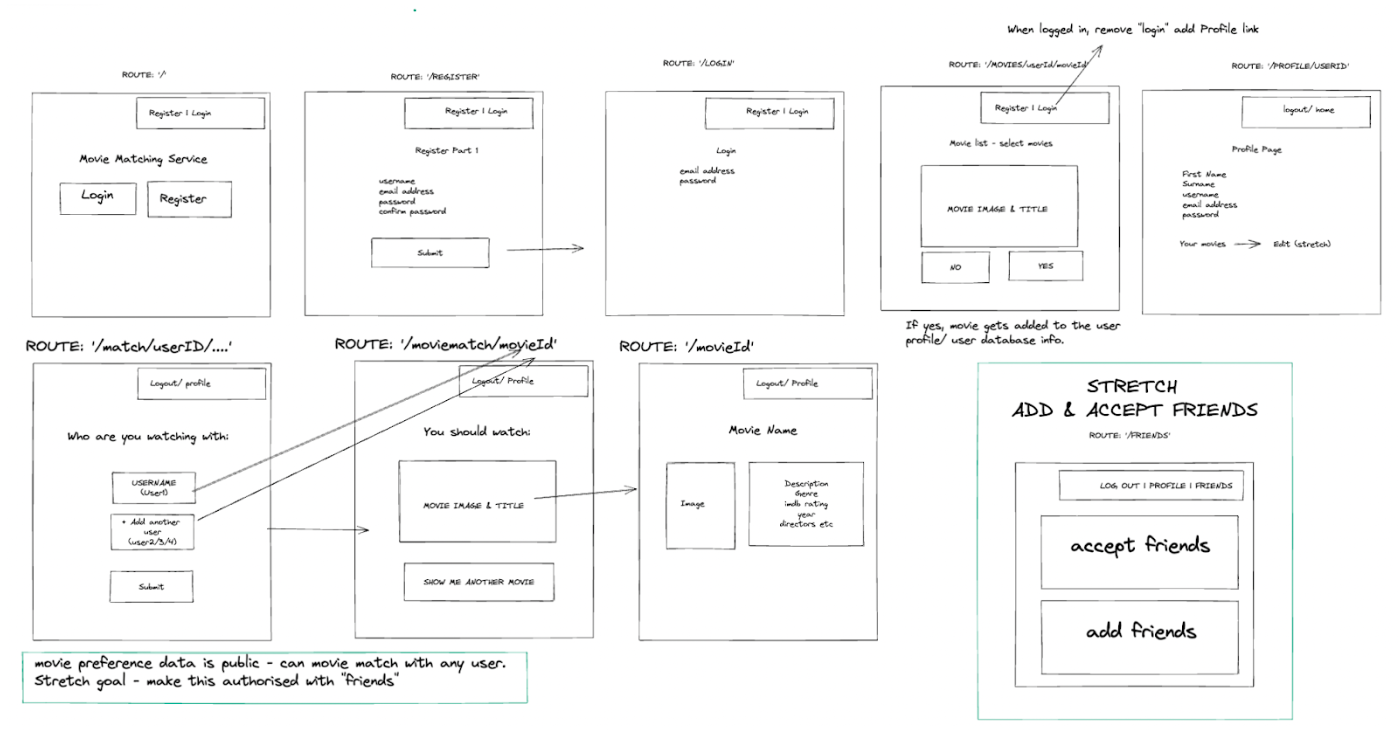 When logged in, remove "login" add Profile link
ROUTE: '/'
Register | Login
Movie Matching Service
Login
Register
ROUTE: '/REGISTER'
Register | Login
Register Part 1
username
email address
password
confirm password
Submit
ROUTE: '/LOGIN'
Register | Login
Login
email address
password
ROUTE: '/MOVIES/userId/movieId'
Register | Login
Movie list - select movies
MOVIE IMAGE & TITLE
NO
YES
If yes, movie gets added to the user
profile/ user database info.
ROUTE: '/PROFILE/USERID'
logout/ home
Profile Page
First Name
Surname
username
email address
password
Your movies
Edit (stretch)
ROUTE: '/match/userID/....'
Logout/ profile
Who are you watching with:
USERNAME
(User1)
+ Add another
user
(user2/3/4)
Submit
ROUTE: '/moviematch/movieId'
Logout/ Profile
You should watch:
MOVIE IMAGE & TITLE
SHOW ME ANOTHER MOVIE
ROUTE: '/movieId'
Logout/ Profile
Movie Name
Image
Description
Genre
imdb rating
year
directors etc
STRETCH
ADD & ACCEPT FRIENDS
ROUTE: '/FRIENDS'
LOG OUT | PROFILE | FRIENDS
accept friends
add friends
movie preference data is public - can movie match with any user.
Stretch goal - make this authorised with "friends"